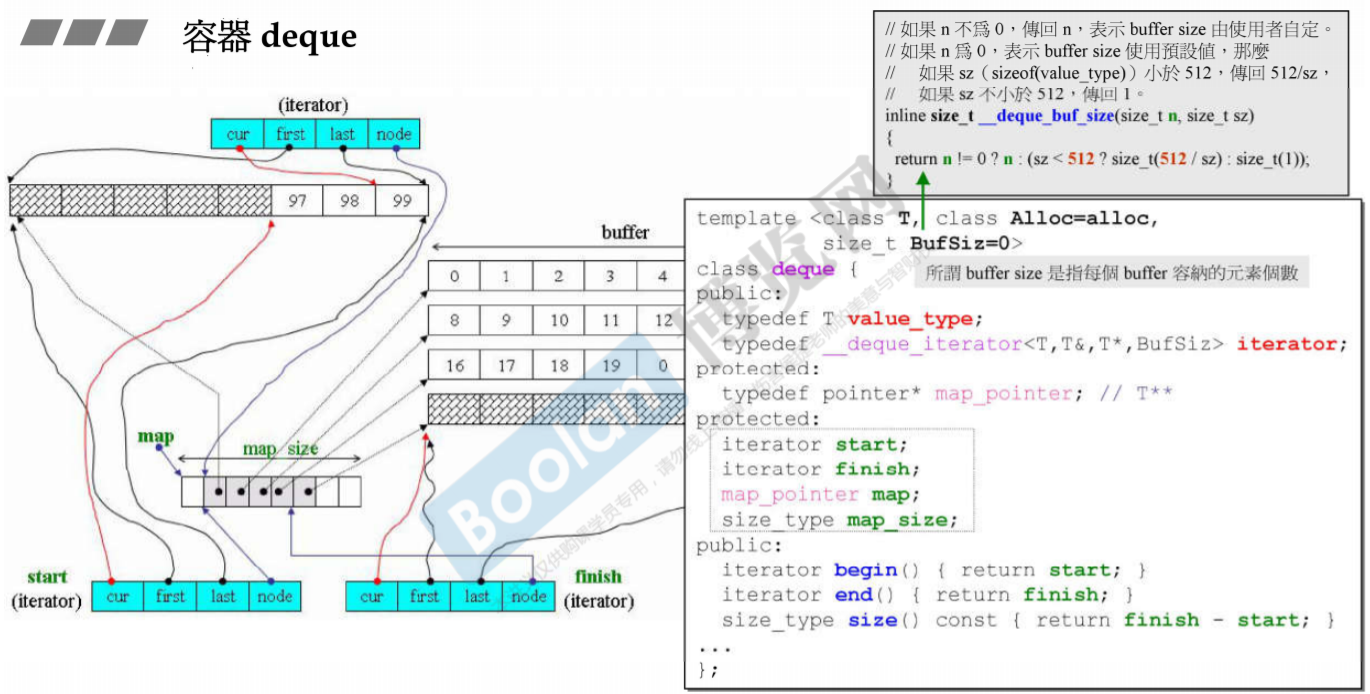 容器 deque
// 如果 n 不為 0，傳回 n，表示 buffer size 由使用者自定。
// 如果 n 為 0，表示 buffer size 使用預設值，那麼
// 如果 sz（sizeof(value_type)）小於 512，傳回 512/sz，
// 如果 sz 不小於 512，傳回 1。
inline size_t __deque_buf_size(size_t n, size_t sz)
{
return n != 0 ? n : (sz < 512 ? size_t(512 / sz) : size_t(1));
}
(iterator)
cur first last node
97 98 99
buffer
0 1 2 3 4
8 9 10 11 12
16 17 18 19 0
map
map_size
start
(iterator)
cur first last node
cur first last node
finish
(iterator)
template <class T, class Alloc=alloc,
size_t BufSiz=0>
class deque {
所謂 buffer size 是指每個 buffer 容納的元素個數
public:
typedef T value_type;
typedef __deque_iterator<T,T&,T*,BufSiz> iterator;
protected:
typedef pointer* map_pointer; // T**
protected:
iterator start;
iterator finish;
map_pointer map;
size_type map_size;
public:
iterator begin() { return start; }
iterator end() { return finish; }
size_type size() const { return finish - start; }
...
};
Boolan
博览网